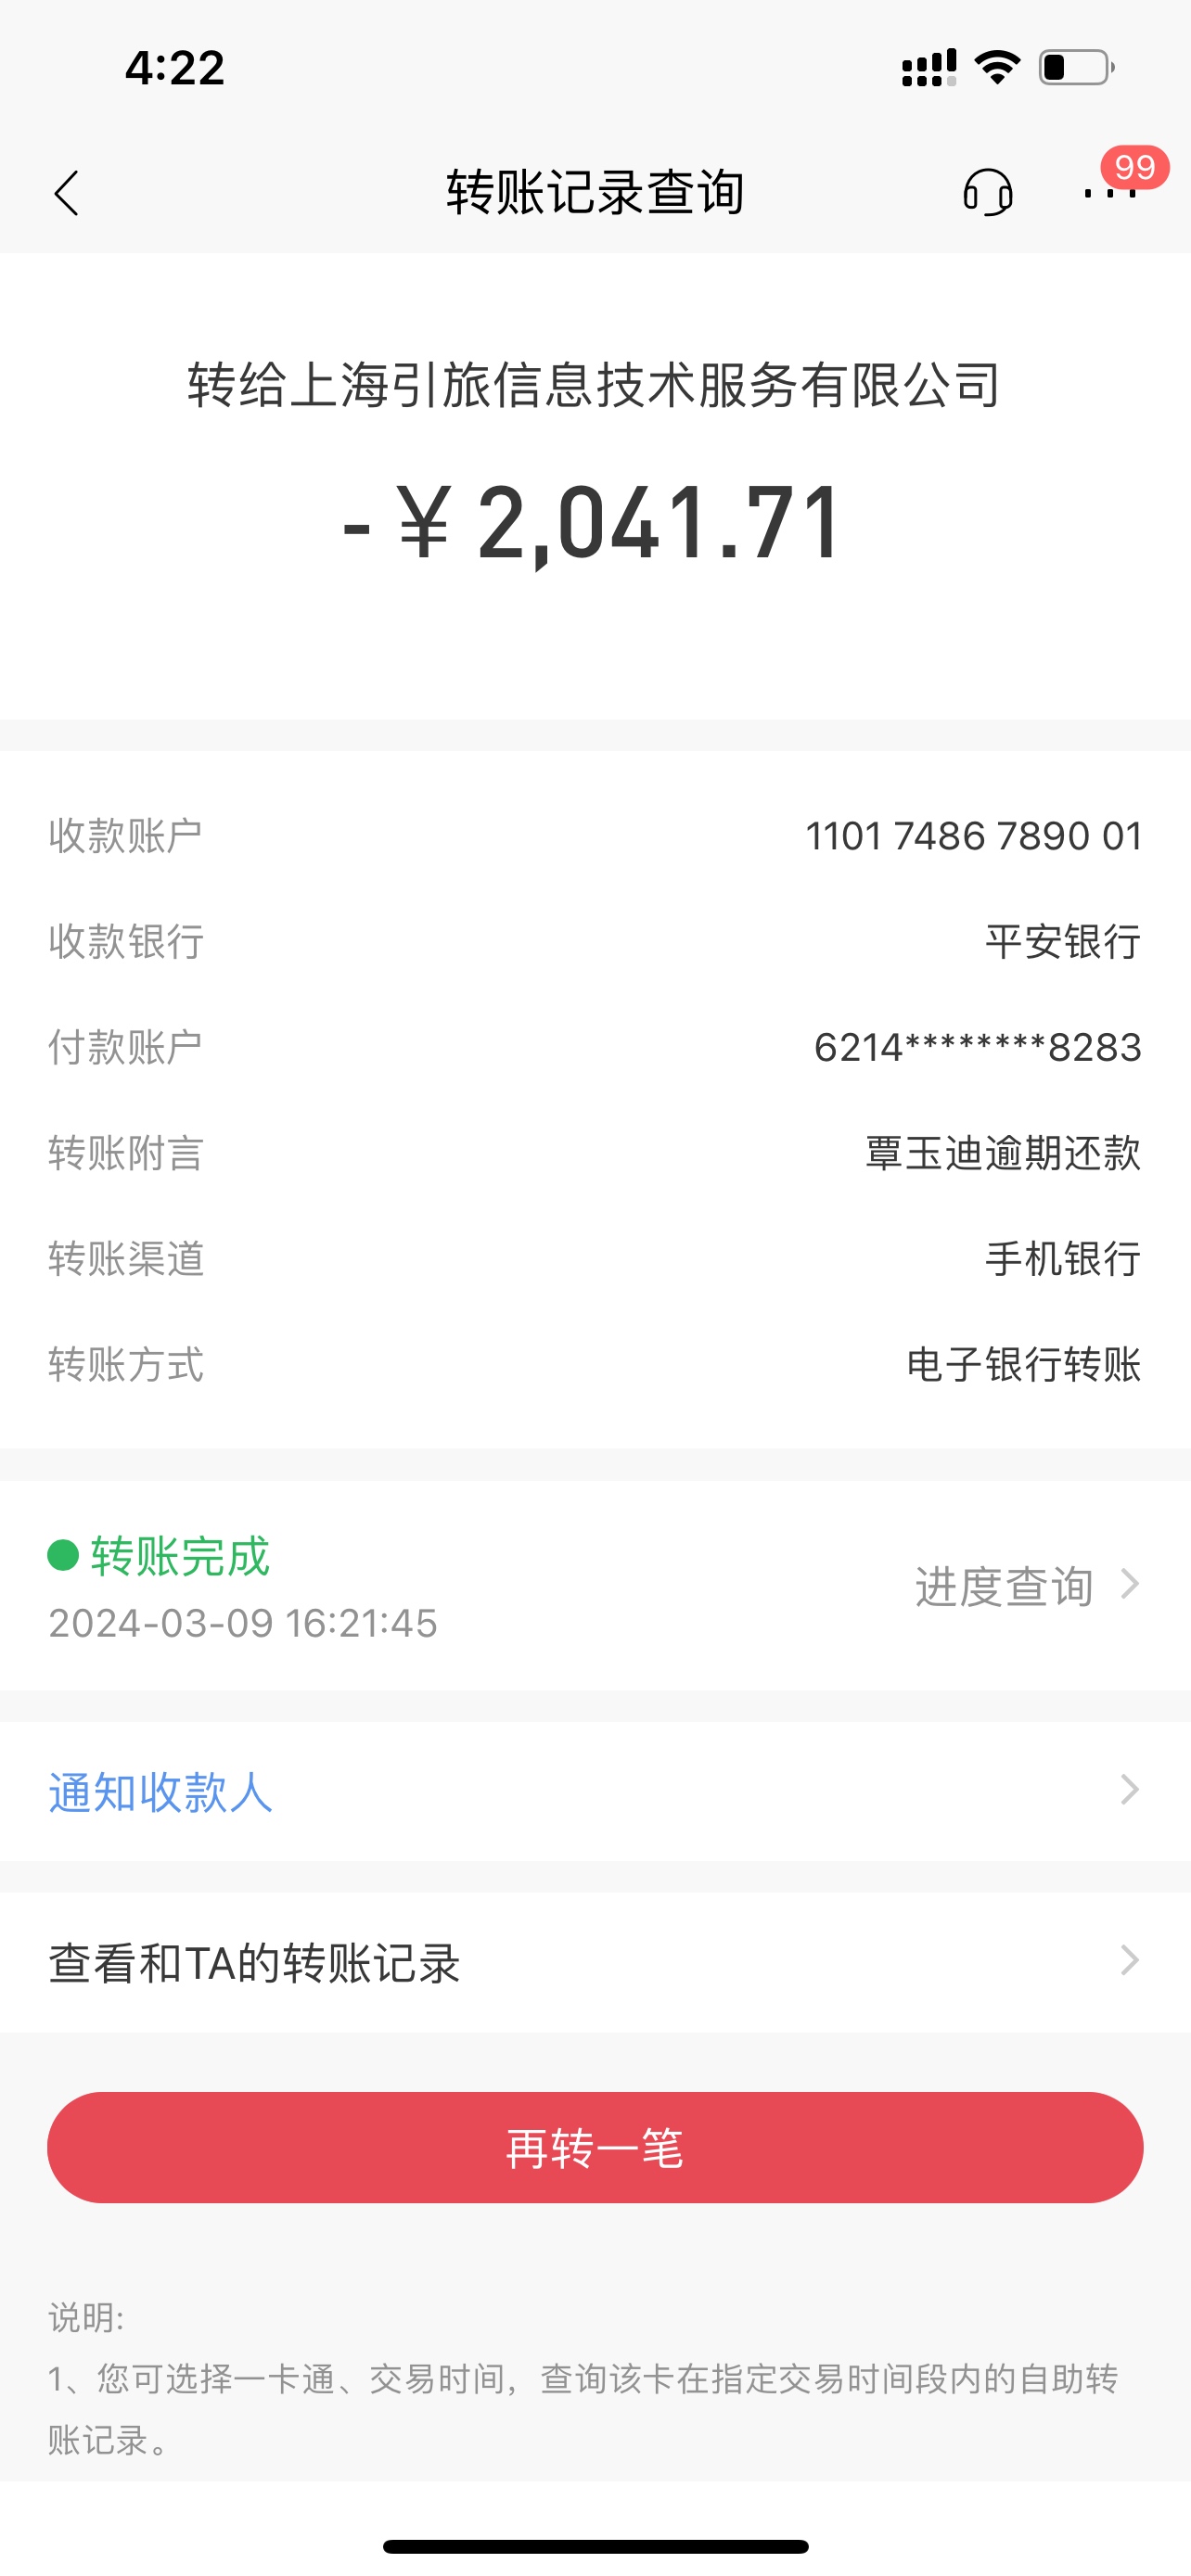 4:22
转账记录查询
99
转给上海引旅信息技术服务有限公司
-￥2,041.71
收款账户 1101 7486 7890 01
收款银行 平安银行
付款账户 6214********8283
转账附言 覃玉迪逾期还款
转账渠道 手机银行
转账方式 电子银行转账
转账完成
2024-03-09 16:21:45
进度查询
通知收款人
查看和TA的转账记录
再转一笔
说明:
1、您可选择一卡通、交易时间，查询该卡在指定交易时间段内的自助转
账记录。